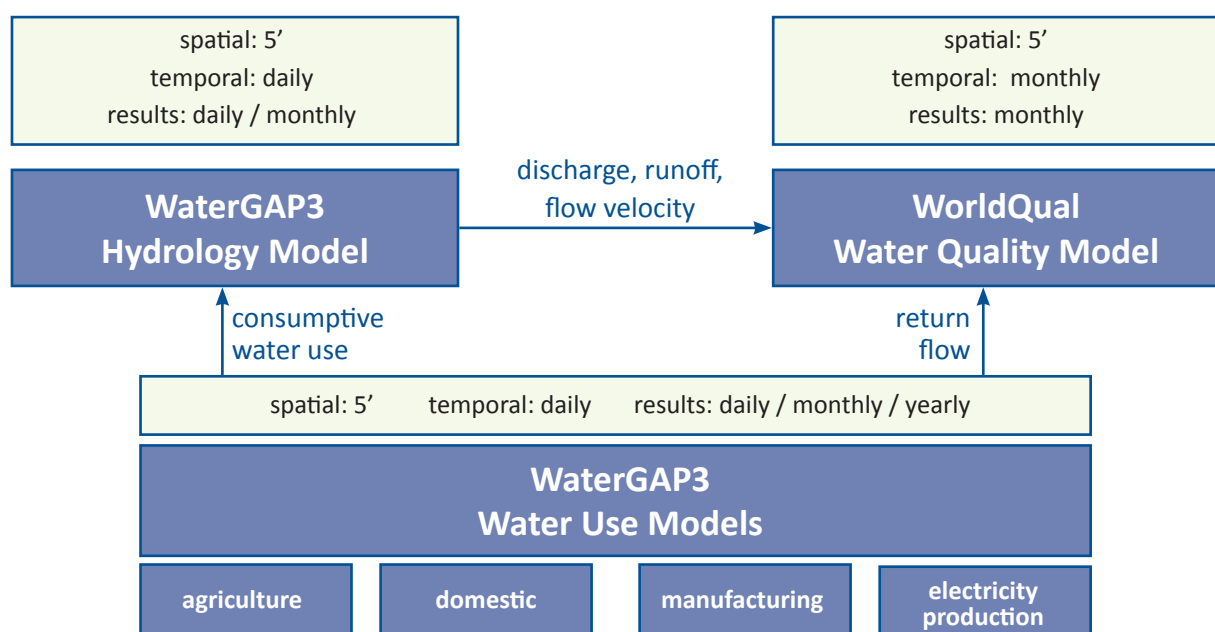 spatial: 5’
temporal: daily
results: daily / monthly
spatial: 5’
temporal: monthly
results: monthly
WaterGAP3
Hydrology Model
discharge, runoff,
flow velocity
WorldQual
Water Quality Model
consumptive
water use
return
flow
spatial: 5’ temporal: daily results: daily / monthly / yearly
WaterGAP3
Water Use Models
agriculture
domestic
manufacturing
electricity
production